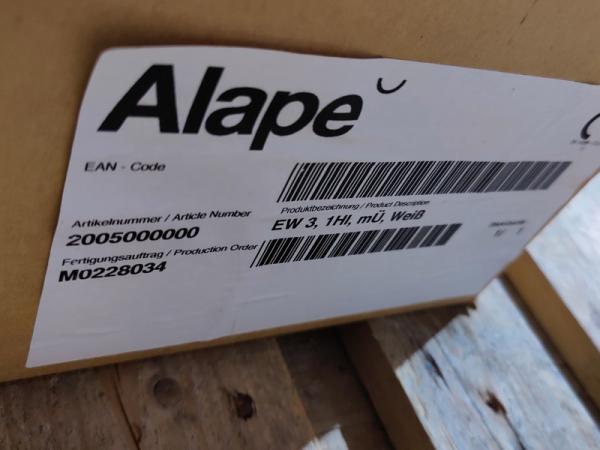 Alape
EAN - Code
Artikelnummer / Article Number
2005000000
Produktbezeichnung / Product Description
EW 3, 1Hl, mÜ, Weiß
Fertigungsauftrag / Production Order
M0228034